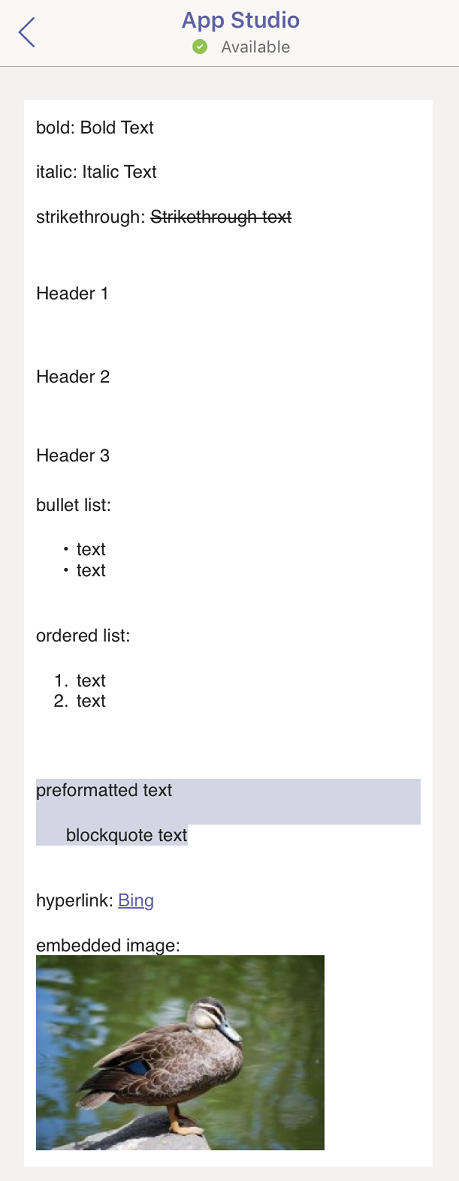 App Studio
Available
bold: Bold Text
italic: Italic Text
strikethrough: Strikethrough text
Header 1
Header 2
Header 3
bullet list:
• text
• text
ordered list:
1. text
2. text
preformatted text
blockquote text
hyperlink: Bing
embedded image: